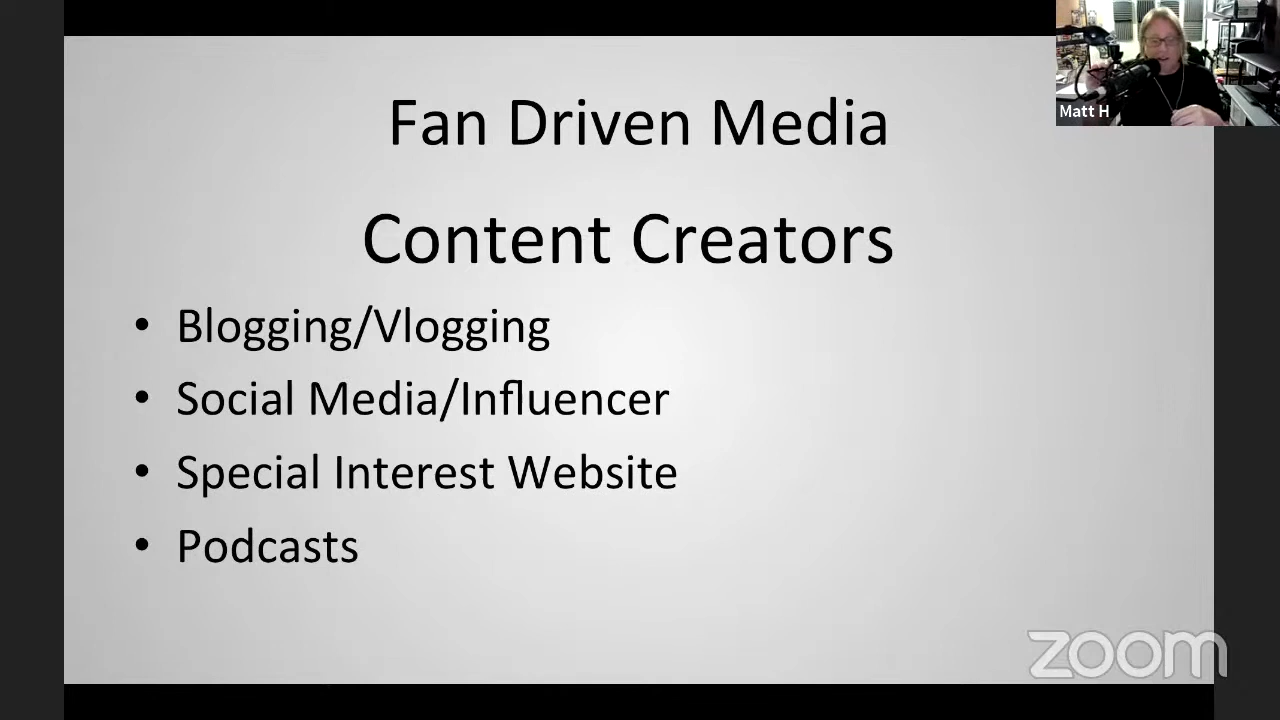 Fan Driven Media
Content Creators
• Blogging/Vlogging
• Social Media/Influencer
• Special Interest Website
• Podcasts
Matt H
zoom